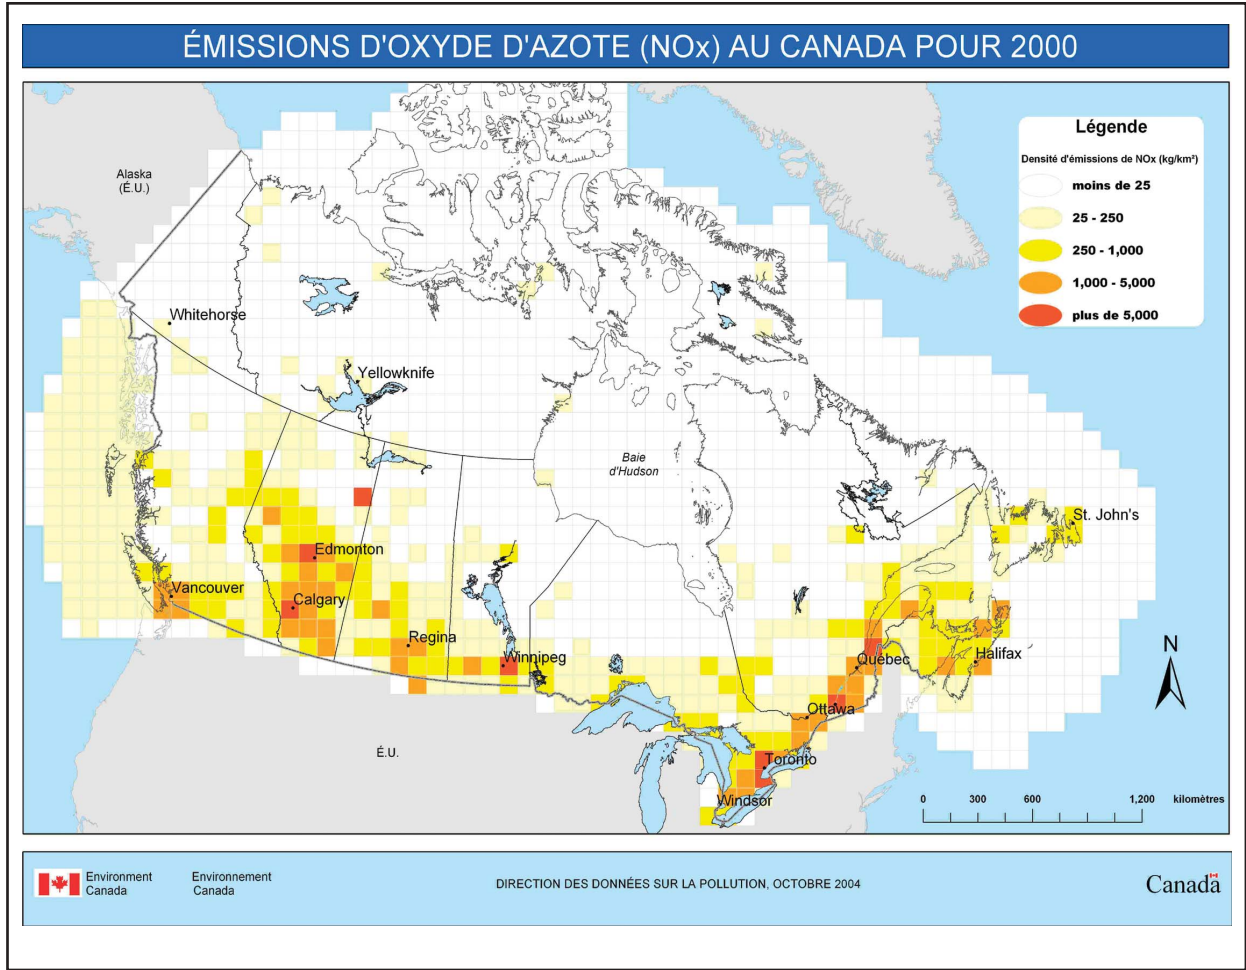 ÉMISSIONS D'OXYDE D'AZOTE (NOx) AU CANADA POUR 2000
Légende
Densité d'émissions de NOx (kg/km²)
moins de 25
25 - 250
250 - 1,000
1,000 - 5,000
plus de 5,000
Alaska
(É.U.)
Whitehorse
Yellowknife
Baie
d'Hudson
St. John's
Edmonton
Vancouver
Calgary
Regina
Winnipeg
Québec
Halifax
Ottawa
N
É.U.
Toronto
Windsor
0 300 600 1,200 kilomètres
Environment
Canada
Environnement
Canada
DIRECTION DES DONNÉES SUR LA POLLUTION, OCTOBRE 2004
Canada